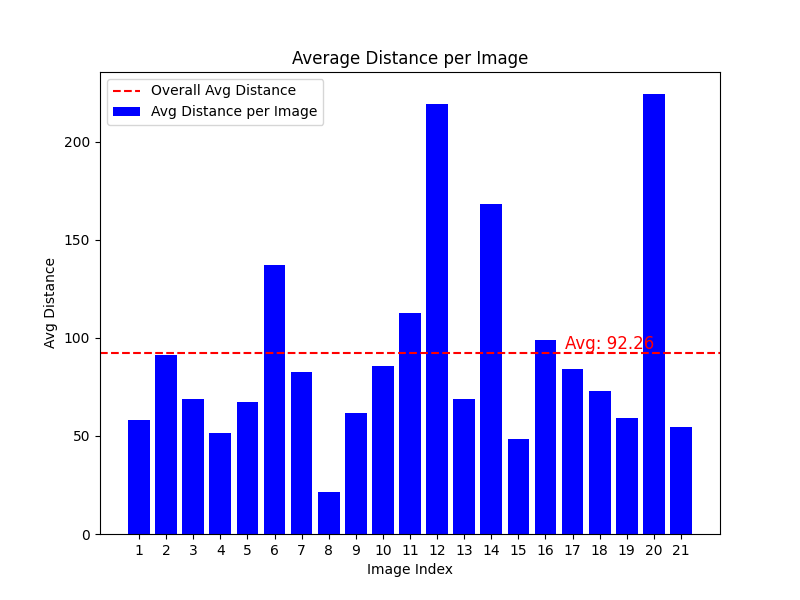 Average Distance per Image
Overall Avg Distance
Avg Distance per Image
200
150
100
50
0
Avg Distance
Avg: 92.26
1 2 3 4 5 6 7 8 9 10 11 12 13 14 15 16 17 18 19 20 21
Image Index